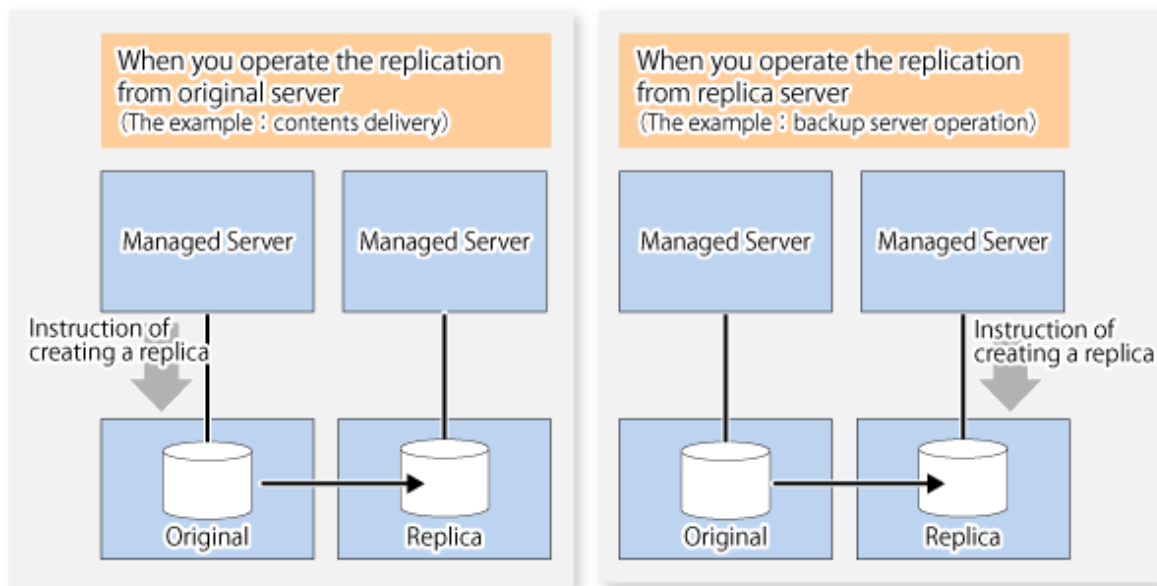 When you operate the replication
from original server
(The example：contents delivery)
Managed Server
Managed Server
Instruction of
creating a replica
Original
Replica
When you operate the replication
from replica server
(The example：backup server operation)
Managed Server
Managed Server
Instruction of
creating a replica
Original
Replica